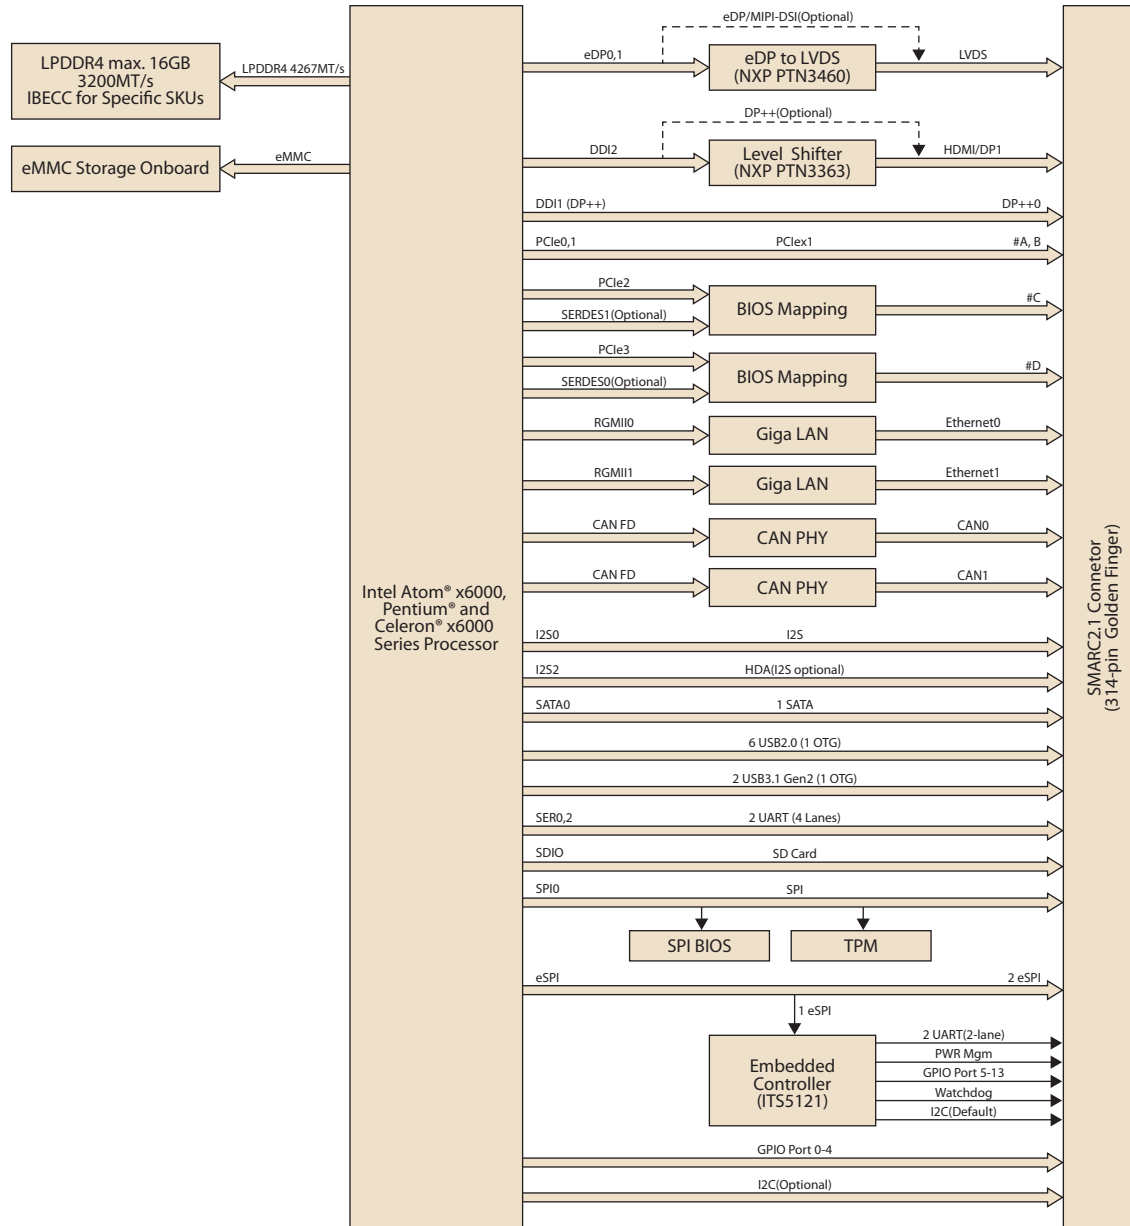 eDP/MIPI-DSI(Optional)
LPDDR4 max. 16GB
3200MT/s
IBECC for Specific SKUs
LPDDR4 4267MT/s
eDP0,1
eDP to LVDS
(NXP PTN3460)
LVDS
DP++(Optional)
eMMC Storage Onboard
eMMC
DDI2
Level Shifter
(NXP PTN3363)
HDMI/DP1
DDI1 (DP++)
DP++0
PCIe0,1
PCIex1
#A, B
PCIe2
SERDES1(Optional)
BIOS Mapping
#C
PCIe3
SERDES0(Optional)
BIOS Mapping
#D
RGMII0
Giga LAN
Ethernet0
RGMII1
Giga LAN
Ethernet1
CAN FD
CAN PHY
CAN0
CAN FD
CAN PHY
CAN1
Intel Atom® x6000,
Pentium® and
Celeron® x6000
Series Processor
SMARC2.1 Connetor
(314-pin Golden Finger)
I2S0
I2S
I2S2
HDA(I2S optional)
SATA0
1 SATA
6 USB2.0 (1 OTG)
2 USB3.1 Gen2 (1 OTG)
SER0,2
2 UART (4 Lanes)
SDIO
SD Card
SPI0
SPI
SPI BIOS
TPM
eSPI
2 eSPI
1 eSPI
Embedded
Controller
(ITS5121)
2 UART(2-lane)
PWR Mgm
GPIO Port 5-13
Watchdog
I2C(Default)
GPIO Port 0-4
I2C(Optional)